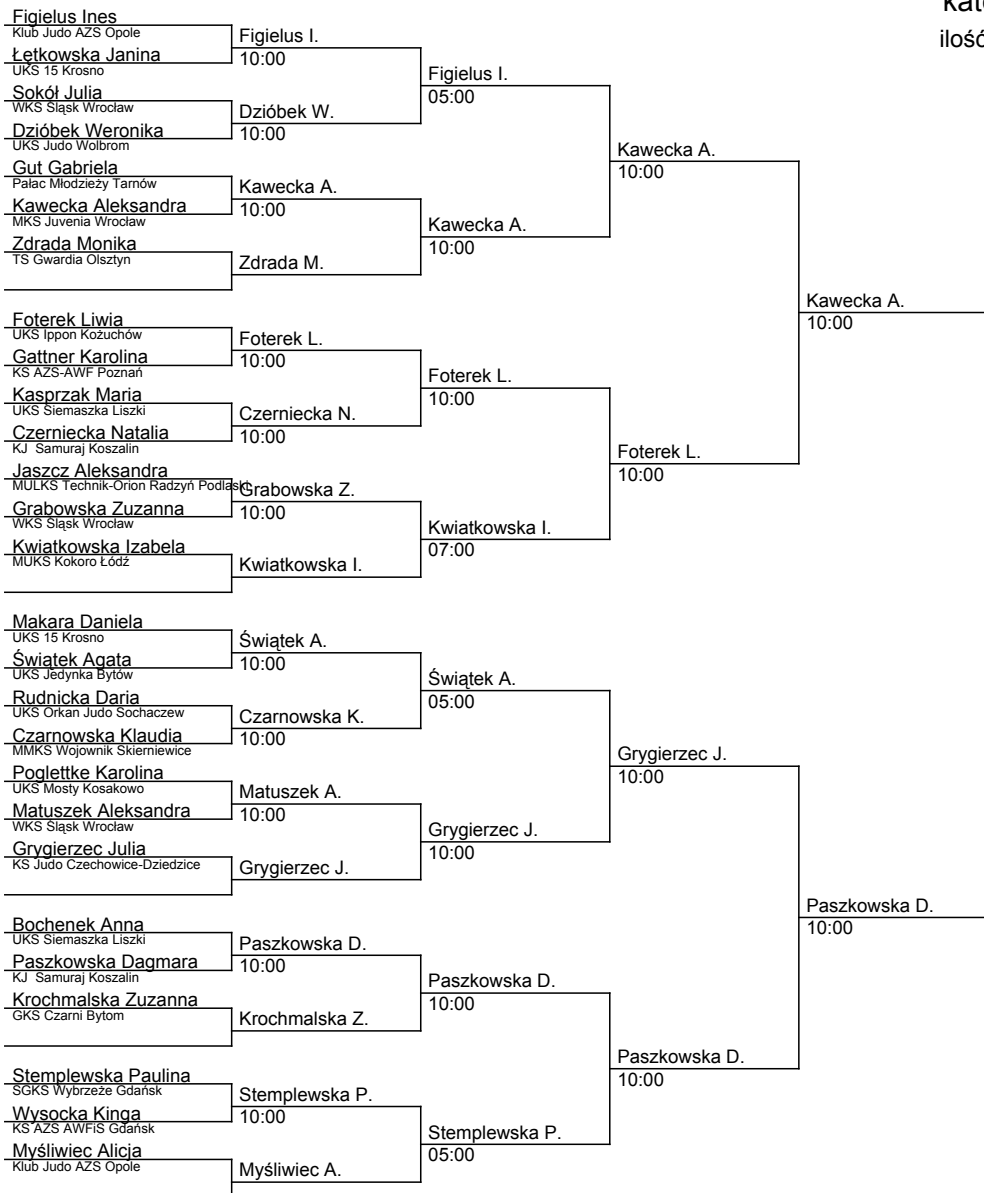 kate
ilość
Figielus Ines
Klub Judo AZS Opole
Łętkowska Janina
UKS 15 Krosno
Sokół Julia
WKS Śląsk Wrocław
Dzióbek Weronika
UKS Judo Wolbrom
Gut Gabriela
Pałac Młodzieży Tarnów
Kawecka Aleksandra
MKS Juvenia Wrocław
Zdrada Monika
TS Gwardia Olsztyn
Foterek Liwia
UKS Ippon Kożuchów
Gattner Karolina
KS AZS-AWF Poznań
Kasprzak Maria
UKS Siemaszka Liszki
Czerniecka Natalia
KJ Samuraj Koszalin
Jaszcz Aleksandra
MULKS Technik-Orion Radzyń Podlaski
Grabowska Zuzanna
WKS Śląsk Wrocław
Kwiatkowska Izabela
MUKS Kokoro Łódź
Makara Daniela
UKS 15 Krosno
Świątek Agata
UKS Jedynka Bytów
Rudnicka Daria
UKS Orkan Judo Sochaczew
Czarnowska Klaudia
MMKS Wojownik Skierniewice
Poglettke Karolina
UKS Mosty Kosakowo
Matuszek Aleksandra
WKS Śląsk Wrocław
Grygierzec Julia
KS Judo Czechowice-Dziedzice
Bochenek Anna
UKS Siemaszka Liszki
Paszkowska Dagmara
KJ Samuraj Koszalin
Krochmalska Zuzanna
GKS Czarni Bytom
Stemplewska Paulina
SGKS Wybrzeże Gdańsk
Wysocka Kinga
KS AZS AWFiS Gdańsk
Myśliwiec Alicja
Klub Judo AZS Opole
Figielus I.
10:00
Dzióbek W.
10:00
Kawecka A.
10:00
Zdrada M.
Foterek L.
10:00
Czerniecka N.
10:00
Grabowska Z.
10:00
Kwiatkowska I.
Świątek A.
10:00
Czarnowska K.
10:00
Matuszek A.
10:00
Grygierzec J.
Paszkowska D.
10:00
Krochmalska Z.
Stemplewska P.
10:00
Myśliwiec A.
Figielus I.
05:00
Kawecka A.
10:00
Foterek L.
10:00
Kwiatkowska I.
07:00
Świątek A.
05:00
Grygierzec J.
10:00
Paszkowska D.
10:00
Stemplewska P.
05:00
Kawecka A.
10:00
Foterek L.
10:00
Grygierzec J.
10:00
Paszkowska D.
10:00
Kawecka A.
10:00
Paszkowska D.
10:00